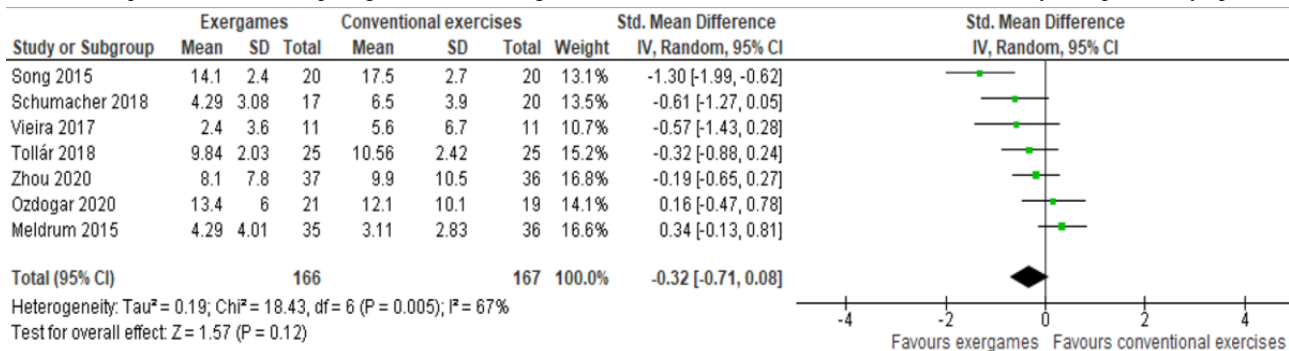 Exergames Conventional exercises Std. Mean Difference Std. Mean Difference
Study or Subgroup Mean SD Total Mean SD Total Weight IV, Random, 95% CI IV, Random, 95% CI
Song 2015 14.1 2.4 20 17.5 2.7 20 13.1% -1.30 [-1.99, -0.62]
Schumacher 2018 4.29 3.08 17 6.5 3.9 20 13.5% -0.61 [-1.27, 0.05]
Vieira 2017 2.4 3.6 11 5.6 6.7 11 10.7% -0.57 [-1.43, 0.28]
Tollár 2018 9.84 2.03 25 10.56 2.42 25 15.2% -0.32 [-0.88, 0.24]
Zhou 2020 8.1 7.8 37 9.9 10.5 36 16.8% -0.19 [-0.65, 0.27]
Ozdogar 2020 13.4 6 21 12.1 10.1 19 14.1% 0.16 [-0.47, 0.78]
Meldrum 2015 4.29 4.01 35 3.11 2.83 36 16.6% 0.34 [-0.13, 0.81]
Total (95% CI) 166 167 100.0% -0.32 [-0.71, 0.08]
Heterogeneity: Tau² = 0.19; Chi² = 18.43, df = 6 (P = 0.005); I² = 67%
Test for overall effect: Z = 1.57 (P = 0.12)
-4 -2 0 2 4
Favours exergames Favours conventional exercises